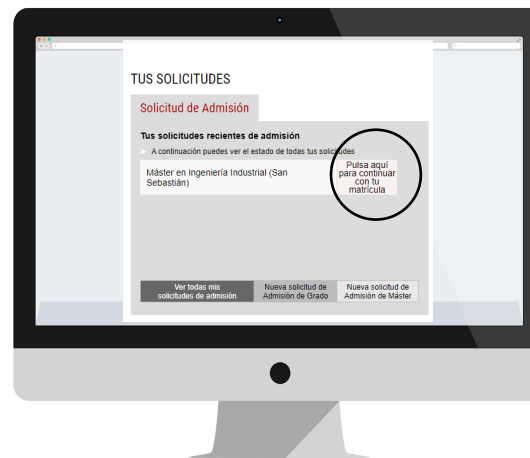 TUS SOLICITUDES
Solicitud de Admisión
Tus solicitudes recientes de admisión
A continuación puedes ver el estado de todas tus solicitudes
Máster en Ingeniería Industrial (San
Sebastián)
Pulsa aquí
para continuar
con tu
matrícula
Ver todas mis
solicitudes de admisión
Nueva solicitud de
Admisión de Grado
Nueva solicitud de
Admisión de Máster